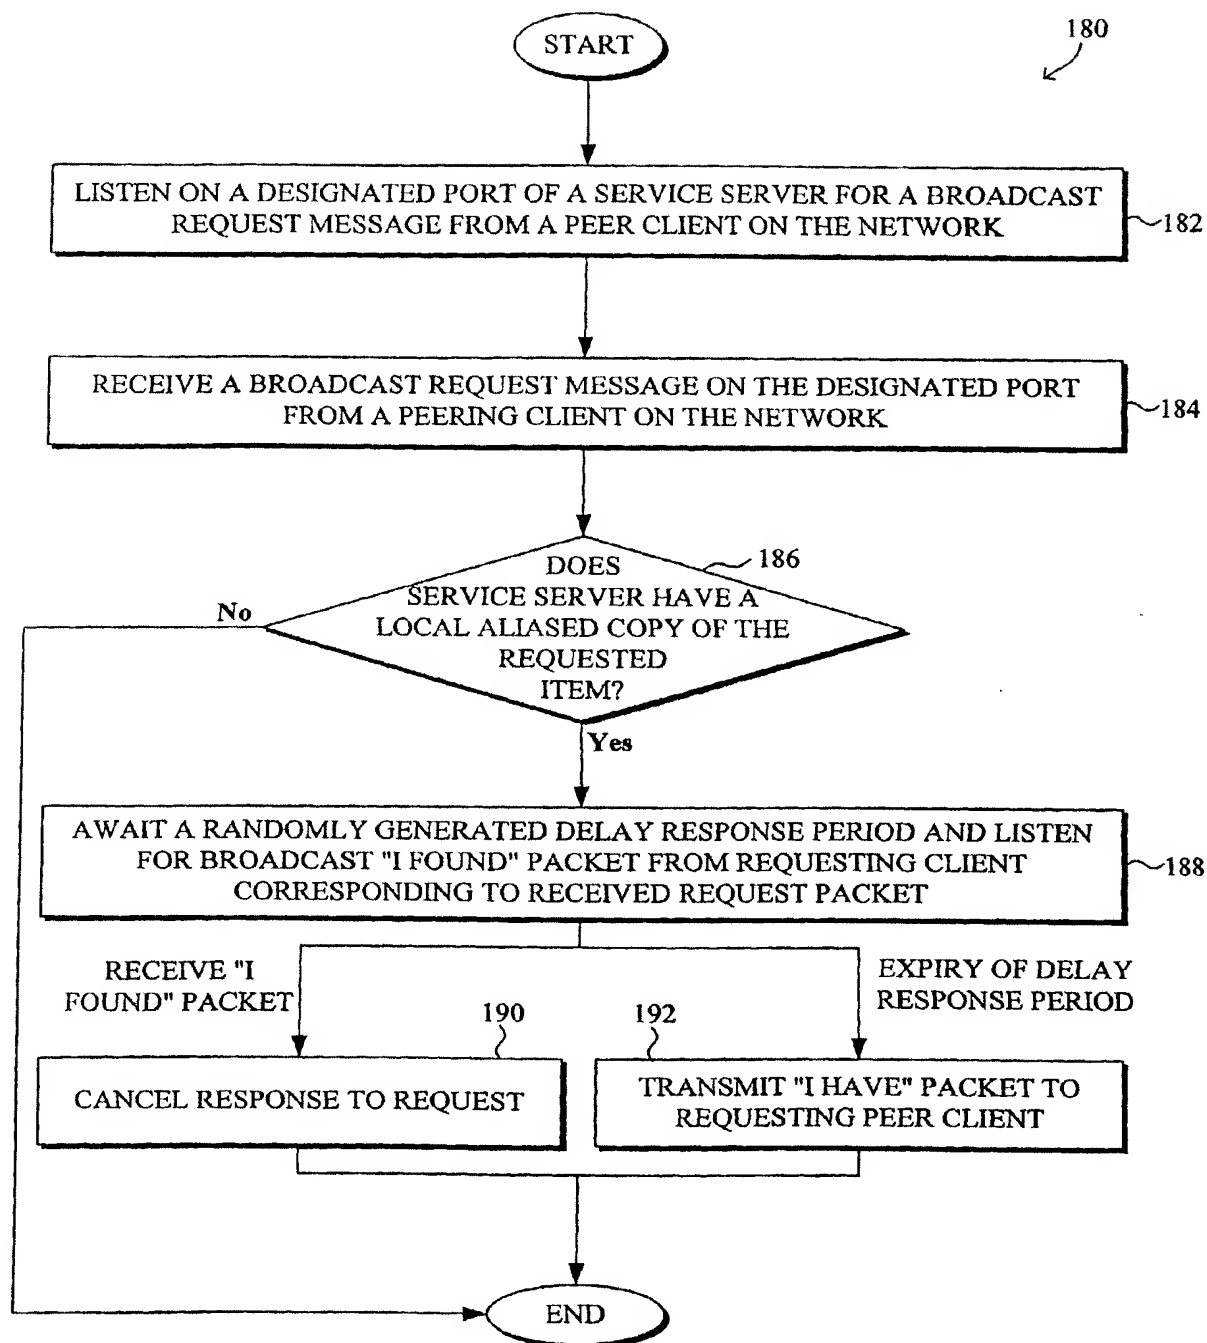 START
180
LISTEN ON A DESIGNATED PORT OF A SERVICE SERVER FOR A BROADCAST
REQUEST MESSAGE FROM A PEER CLIENT ON THE NETWORK
182
RECEIVE A BROADCAST REQUEST MESSAGE ON THE DESIGNATED PORT
FROM A PEERING CLIENT ON THE NETWORK
184
186
DOES
SERVICE SERVER HAVE A
LOCAL ALIASED COPY OF THE
REQUESTED
ITEM?
No
Yes
AWAIT A RANDOMLY GENERATED DELAY RESPONSE PERIOD AND LISTEN
FOR BROADCAST "I FOUND" PACKET FROM REQUESTING CLIENT
CORRESPONDING TO RECEIVED REQUEST PACKET
188
RECEIVE "I
FOUND" PACKET
EXPIRY OF DELAY
RESPONSE PERIOD
190
192
CANCEL RESPONSE TO REQUEST
TRANSMIT "I HAVE" PACKET TO
REQUESTING PEER CLIENT
END